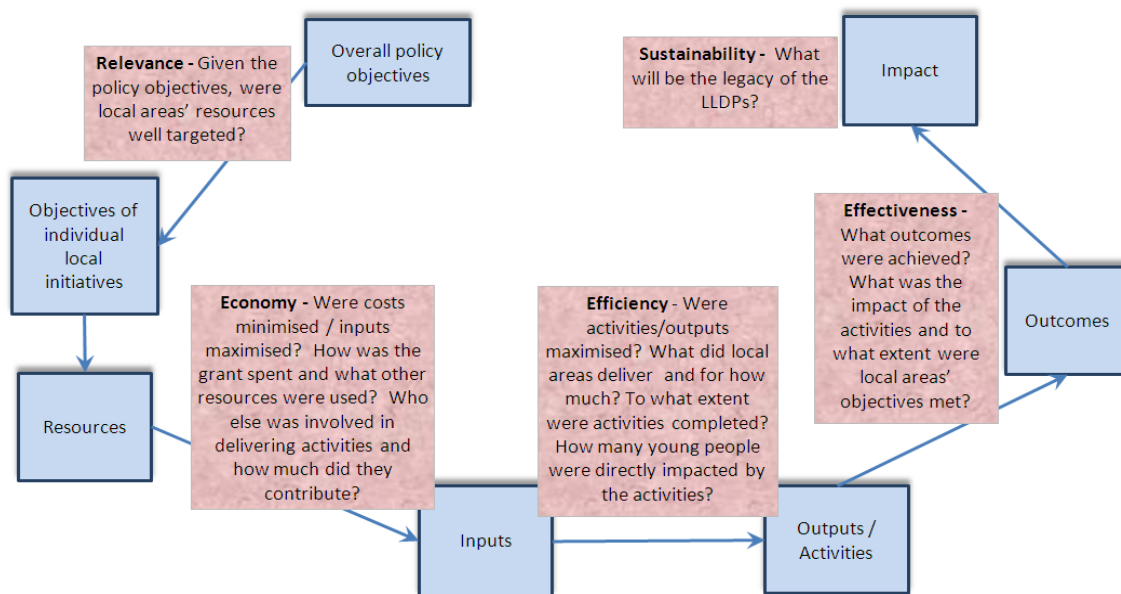 Overall policy
objectives
Relevance - Given the
policy objectives, were
local areas' resources
well targeted?
Objectives of
individual
local
initiatives
Resources
Economy - Were costs
minimised / inputs
maximised?  How was the
grant spent and what other
resources were used?  Who
else was involved in
delivering activities and
how much did they
contribute?
Inputs
Efficiency - Were
activities/outputs
maximised? What did local
areas deliver  and for how
much? To what extent
were activities completed?
How many young people
were directly impacted by
the activities?
Outputs /
Activities
Effectiveness -
What outcomes
were achieved?
What was the
impact of the
activities and to
what extent were
local areas'
objectives met?
Outcomes
Sustainability -  What
will be the legacy of the
LLDPs?
Impact